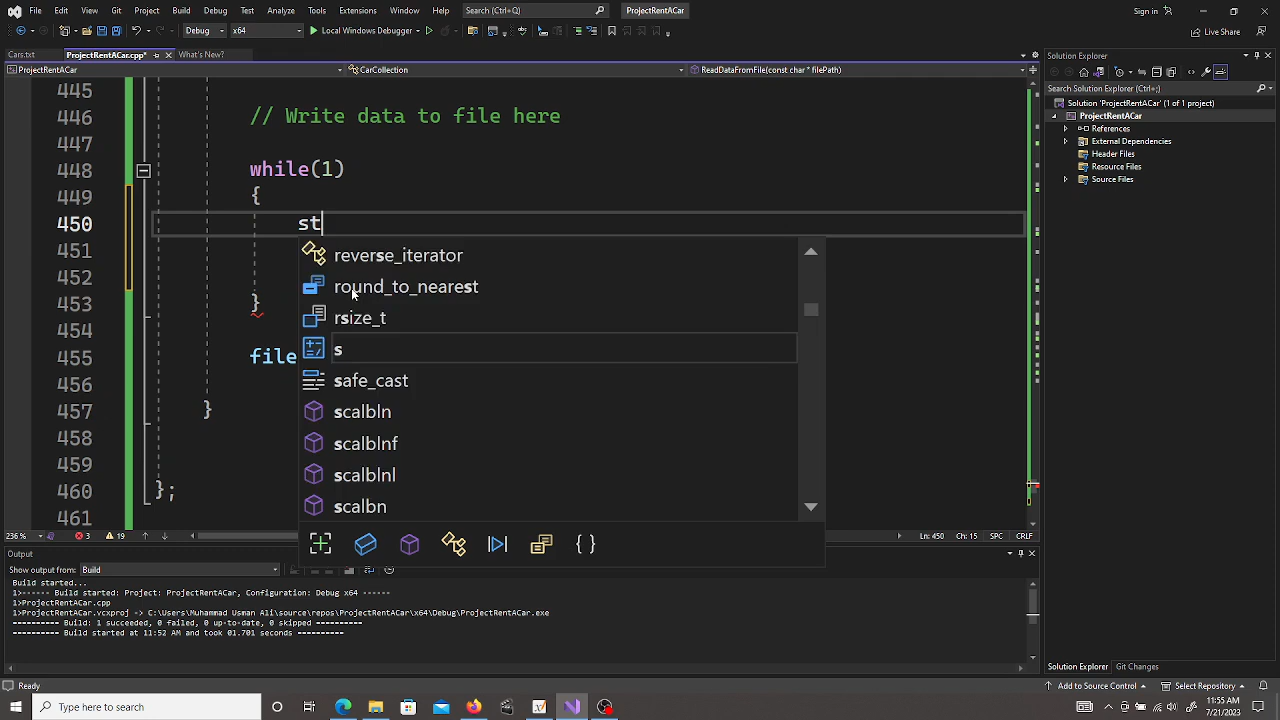 File Edit View Git Project Build Debug Test Analyze Tools Extensions Window Help Search (Ctrl+Q) ProjectRentACar Sign in
Debug x64 Local Windows Debugger Live Share
Cars.txt ProjectRentACar.cpp* What's New?
ProjectRentACar CarCollection ReadDataFromFile(const char * filePath)
445
446 // Write data to file here
447
448 while(1)
449 {
450 st
451
452
453 }
454
455 file
456
457 }
458
459
460 };
461
reverse_iterator
round_to_nearest
rsize_t
s
safe_cast
scalbln
scalblnf
scalblnl
scalbn
236 % 3 19 Ln: 450 Ch: 15 SPC CRLF
Output
Show output from: Build
Build started...
1>------ Build started: Project: ProjectRentACar, Configuration: Debug x64 ------
1>ProjectRentACar.cpp
1>ProjectRentACar.vcxproj -> C:\Users\Muhammad Usman Ali\source\repos\ProjectRentACar\x64\Debug\ProjectRentACar.exe
========== Build: 1 succeeded, 0 failed, 0 up-to-date, 0 skipped ==========
========== Build started at 11:52 AM and took 01.701 seconds ==========
Solution Explorer
Search Solution Explorer (Ctrl+;)
Solution 'ProjectRentACar' (1 of 1 project)
ProjectRentACar
References
External Dependencies
Header Files
Resource Files
Source Files
Solution Explorer Git Changes
Ready Add to Source Control Select Repository
Type here to search
11:55 AM
7/21/2023